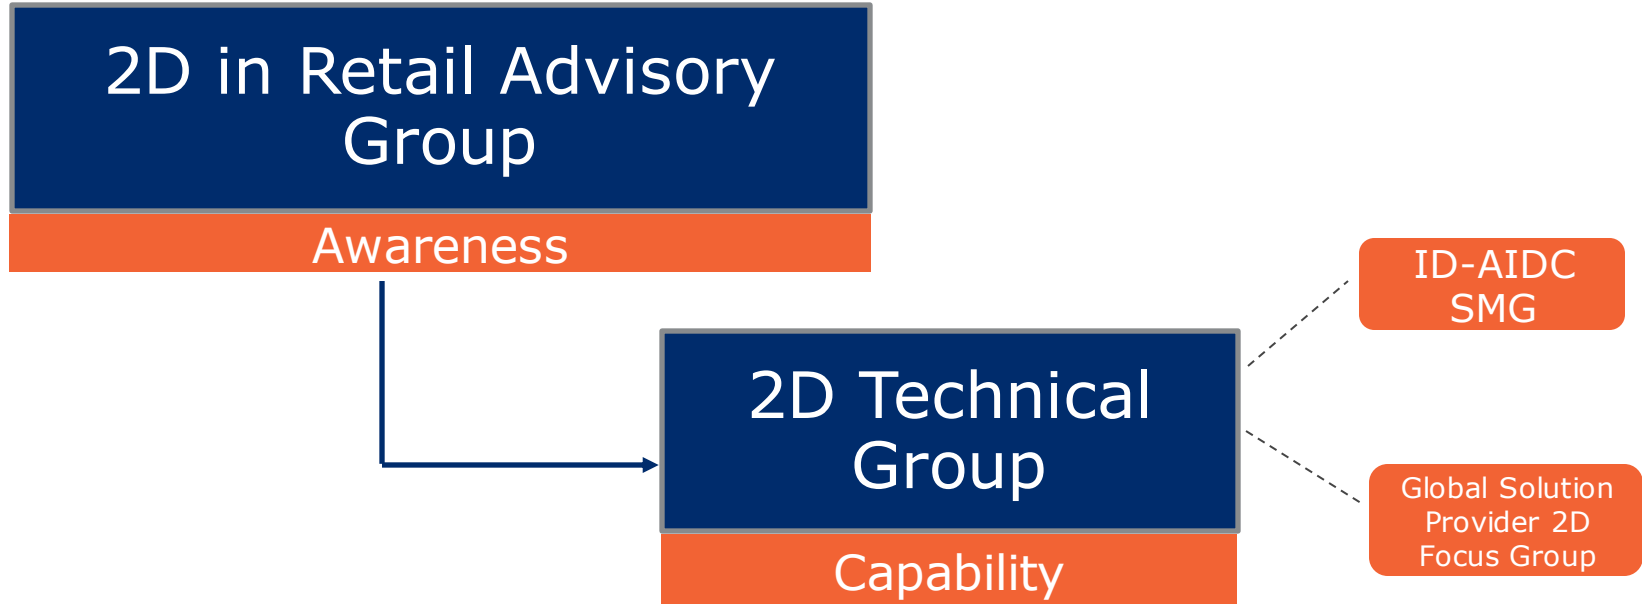 2D in Retail Advisory
Group
Awareness
ID-AIDC
SMG
2D Technical
Group
Capability
Global Solution
Provider 2D
Focus Group